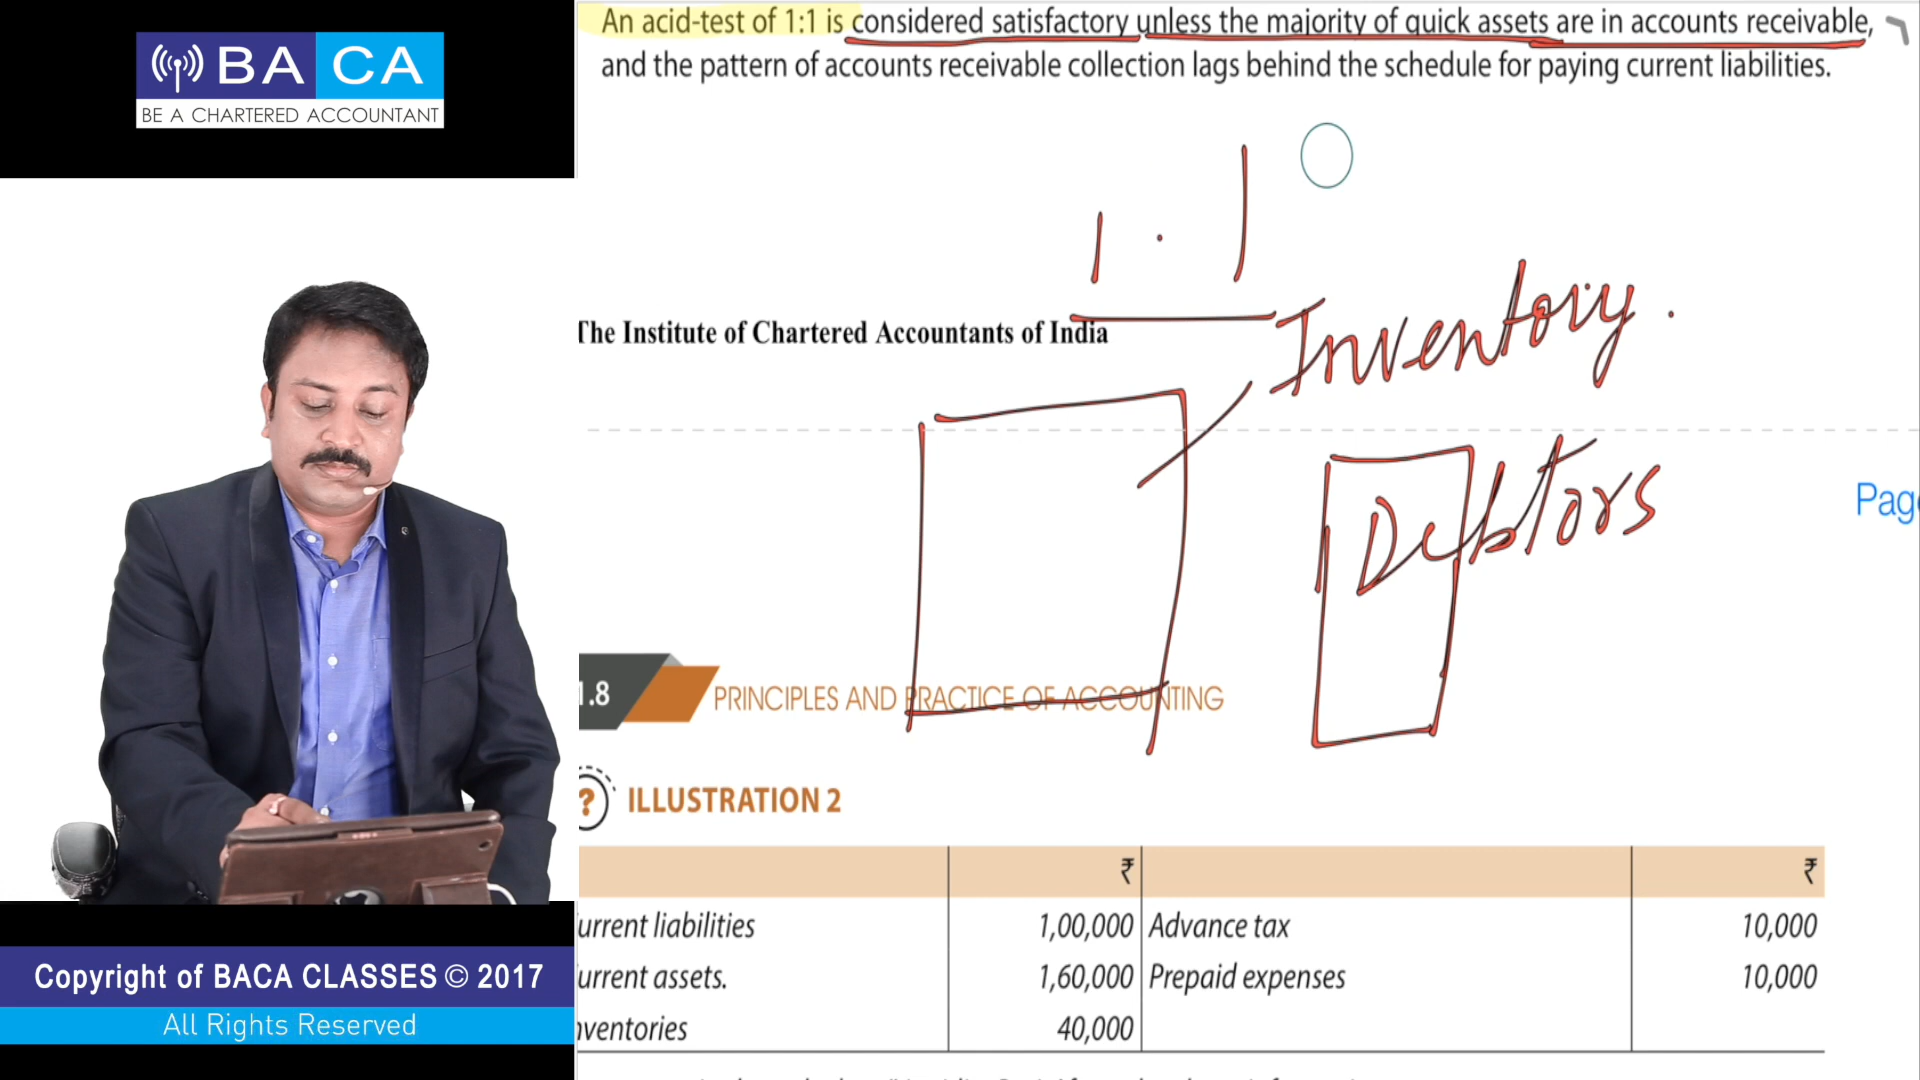 BA CA
BE A CHARTERED ACCOUNTANT
An acid-test of 1:1 is considered satisfactory unless the majority of quick assets are in accounts receivable,
and the pattern of accounts receivable collection lags behind the schedule for paying current liabilities.
1 . 1
Inventory.
The Institute of Chartered Accountants of India
Debtors
Pag
1.8 PRINCIPLES AND PRACTICE OF ACCOUNTING
? ILLUSTRATION 2
₹ ₹
urrent liabilities 1,00,000 Advance tax 10,000
urrent assets. 1,60,000 Prepaid expenses 10,000
nventories 40,000
Copyright of BACA CLASSES © 2017
All Rights Reserved